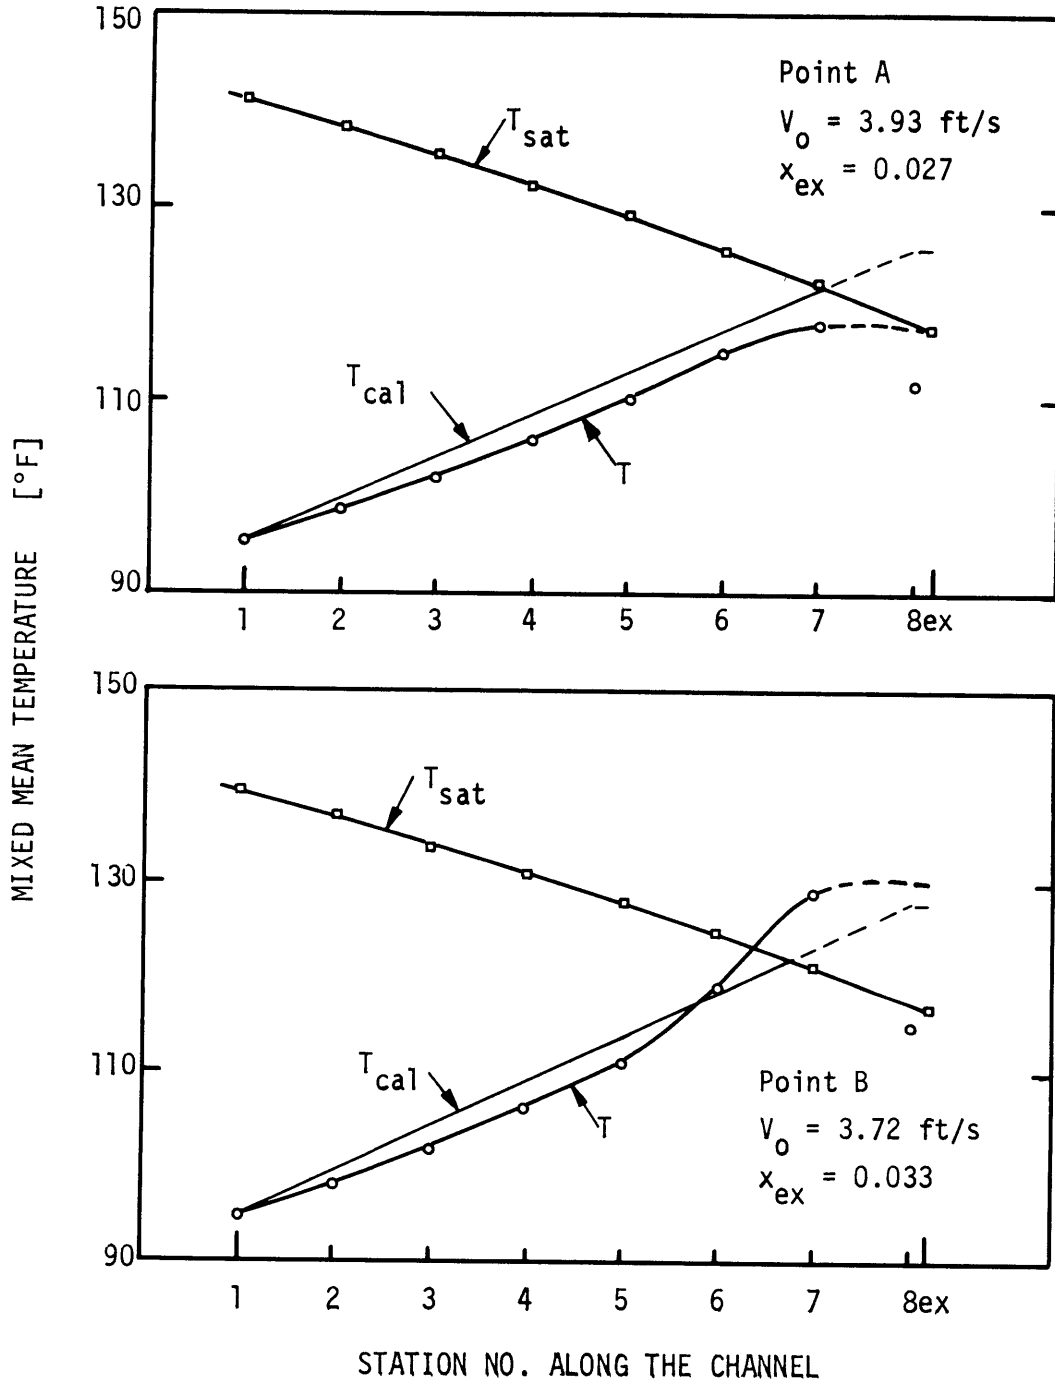 MIXED MEAN TEMPERATURE [°F]
150
130
110
90
Tsat
Tcal
T
Point A
Vo = 3.93 ft/s
xex = 0.027
1 2 3 4 5 6 7 8ex
150
130
110
90
Tsat
Tcal
T
Point B
Vo = 3.72 ft/s
xex = 0.033
1 2 3 4 5 6 7 8ex
STATION NO. ALONG THE CHANNEL